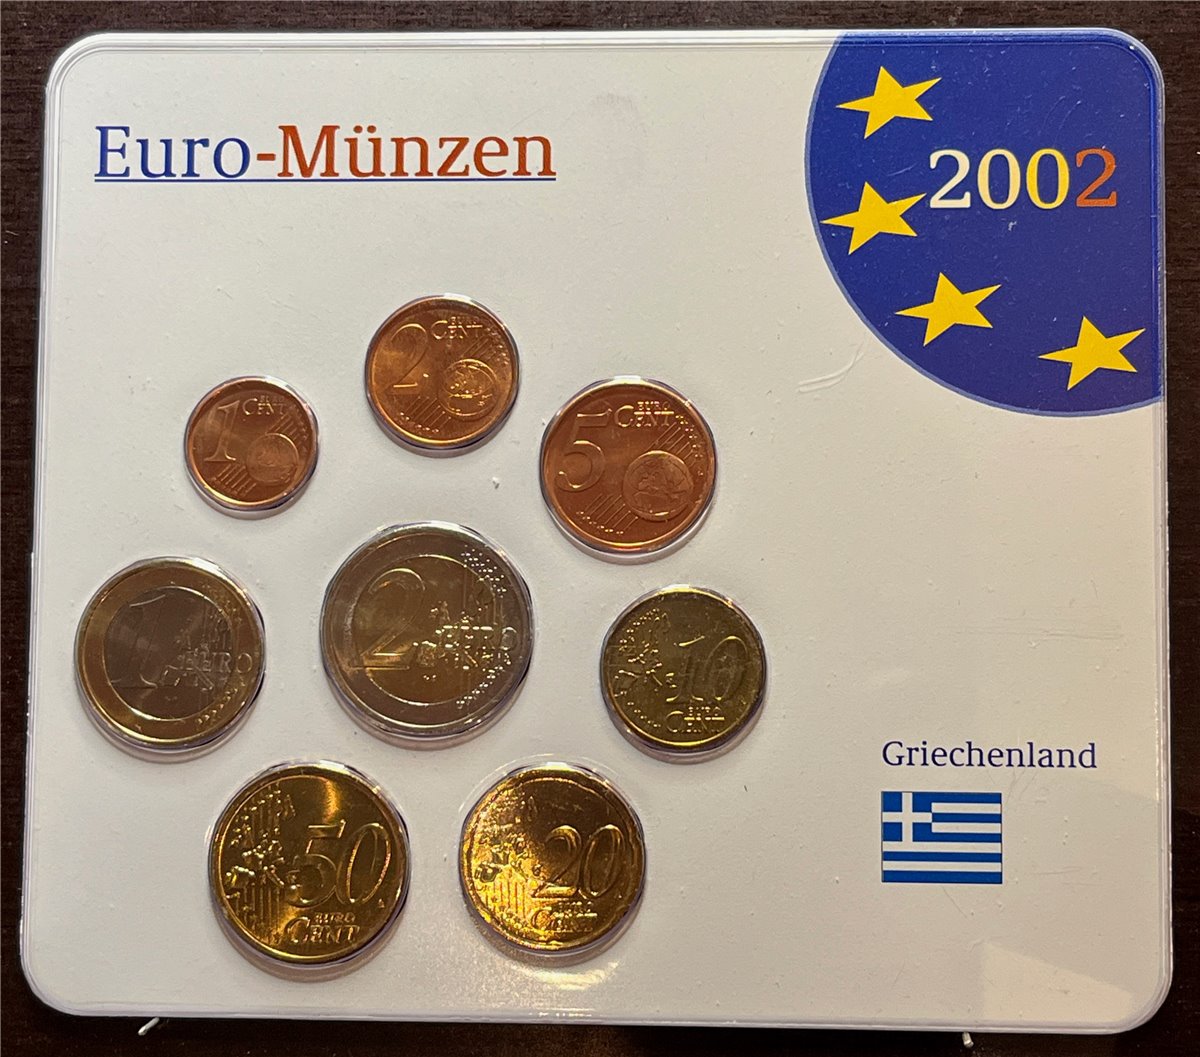 Euro-Münzen
2002
2 EURO CENT
1 EURO CENT
5 EURO CENT
1 EURO
2 EURO
10 EURO CENT
Griechenland
50 EURO CENT
20 EURO CENT